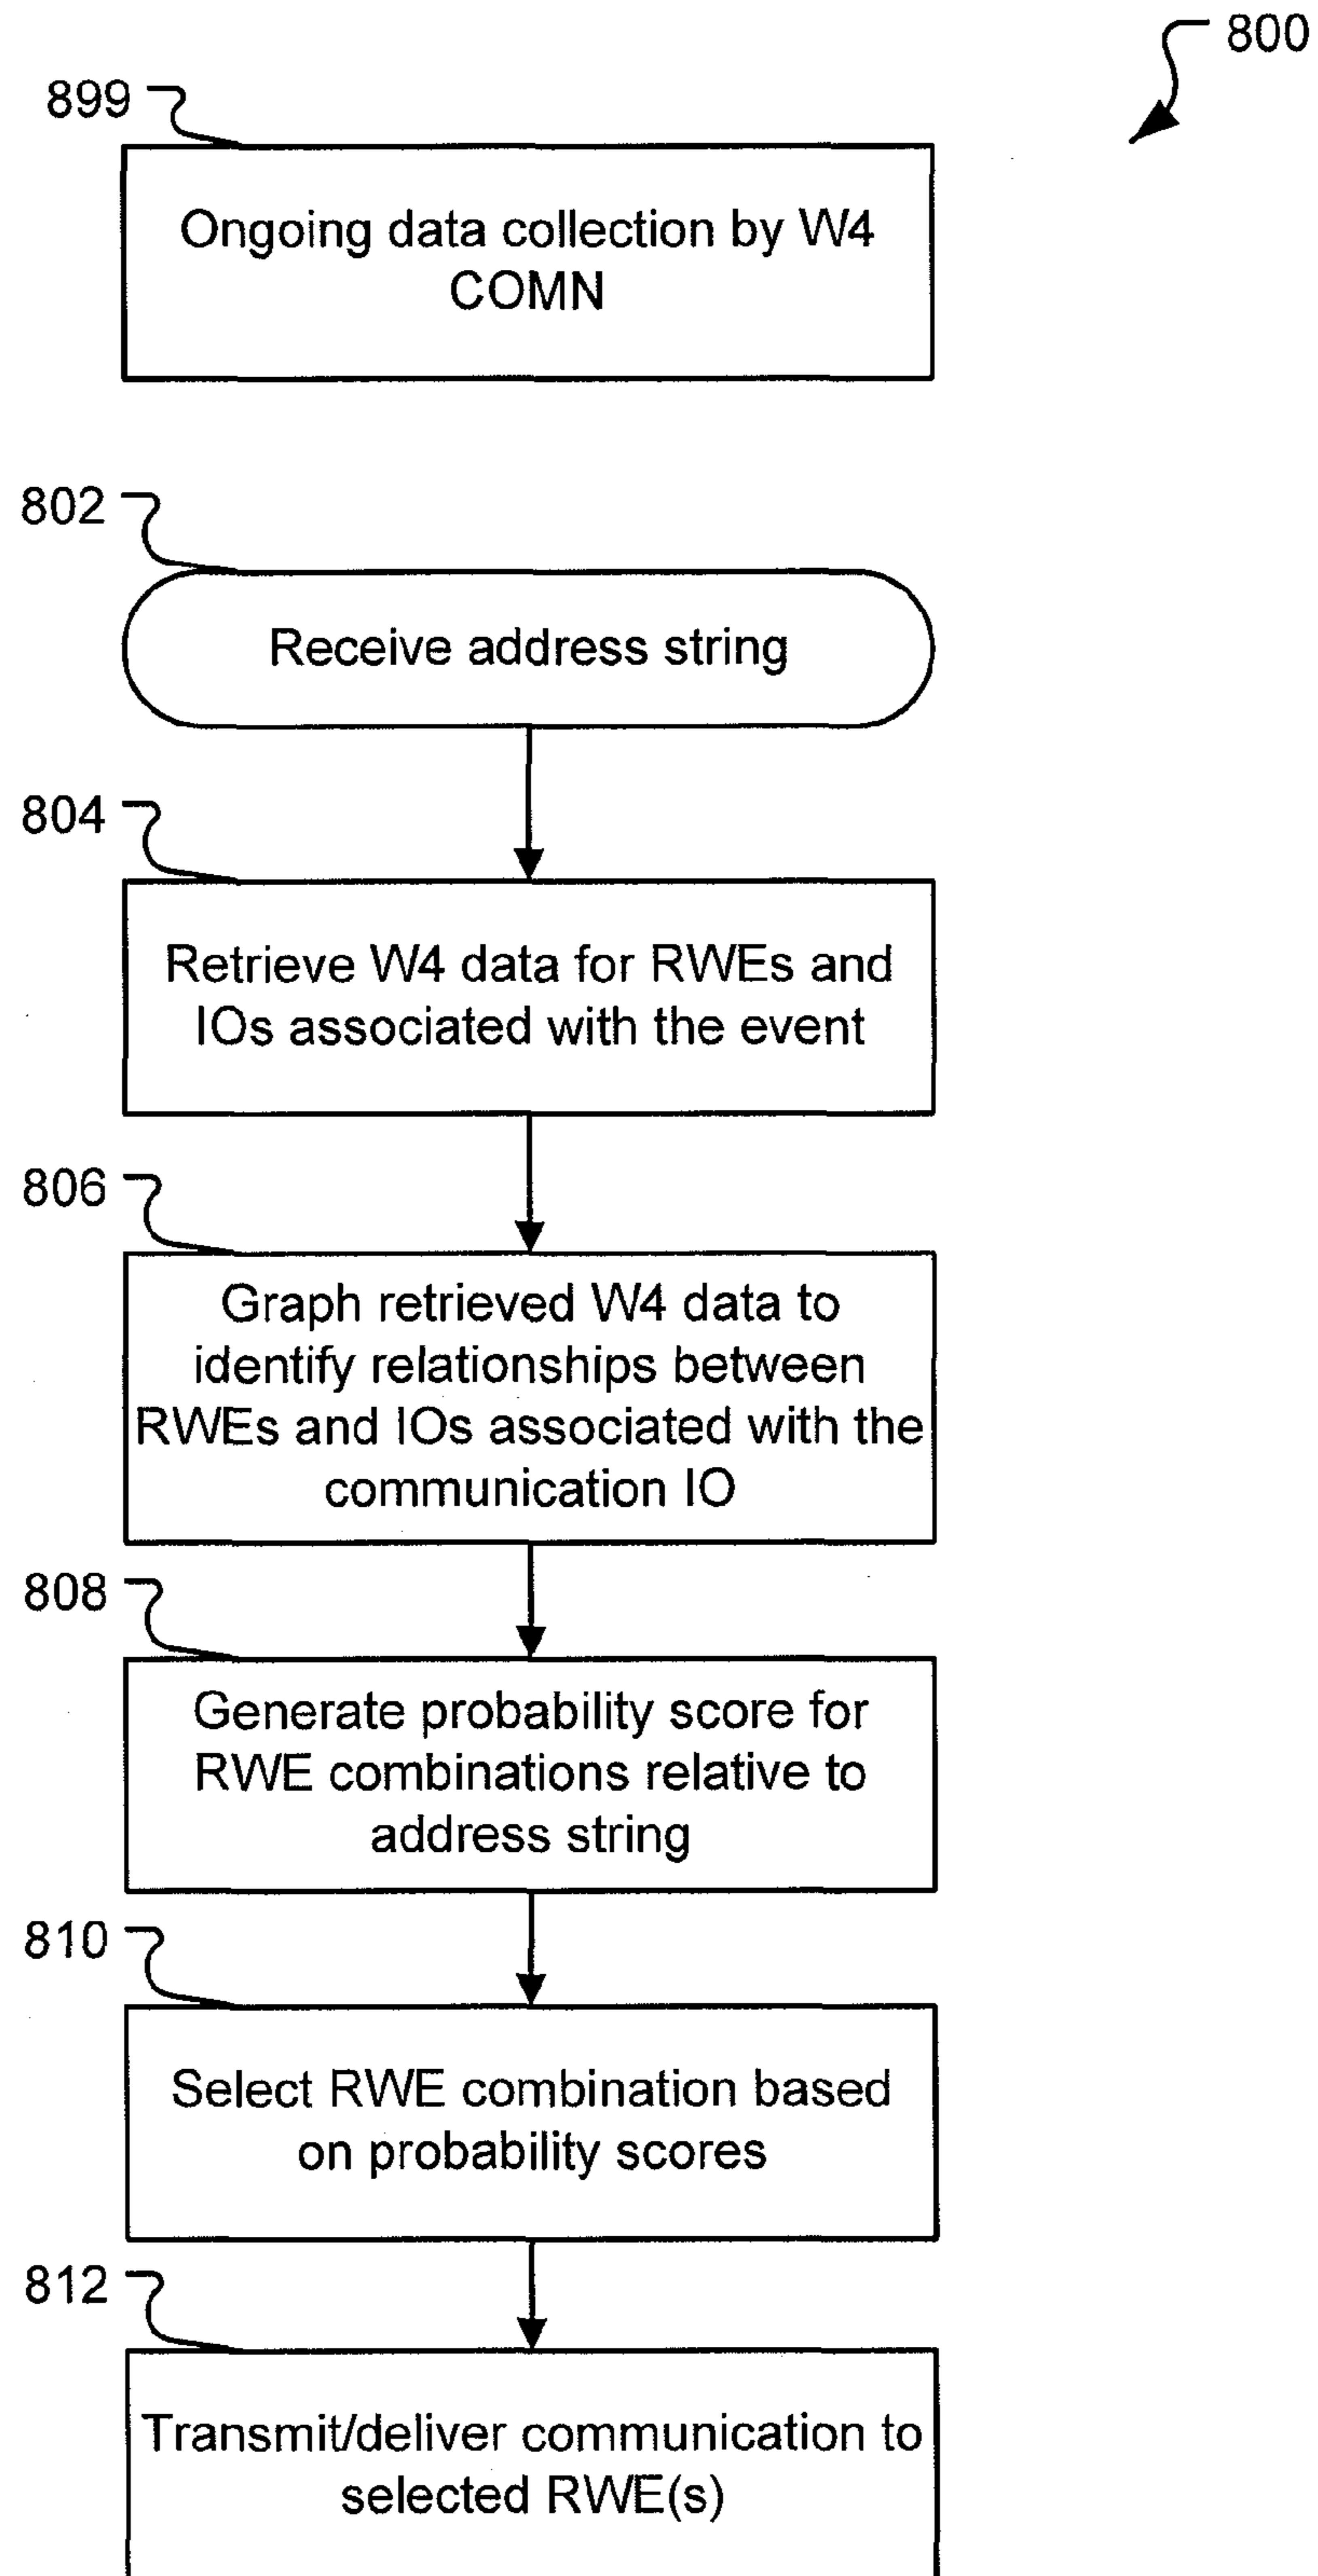 800
899
Ongoing data collection by W4
COMN
802
Receive address string
804
Retrieve W4 data for RWEs and
IOs associated with the event
806
Graph retrieved W4 data to
identify relationships between
RWEs and IOs associated with the
communication IO
808
Generate probability score for
RWE combinations relative to
address string
810
Select RWE combination based
on probability scores
812
Transmit/deliver communication to
selected RWE(s)